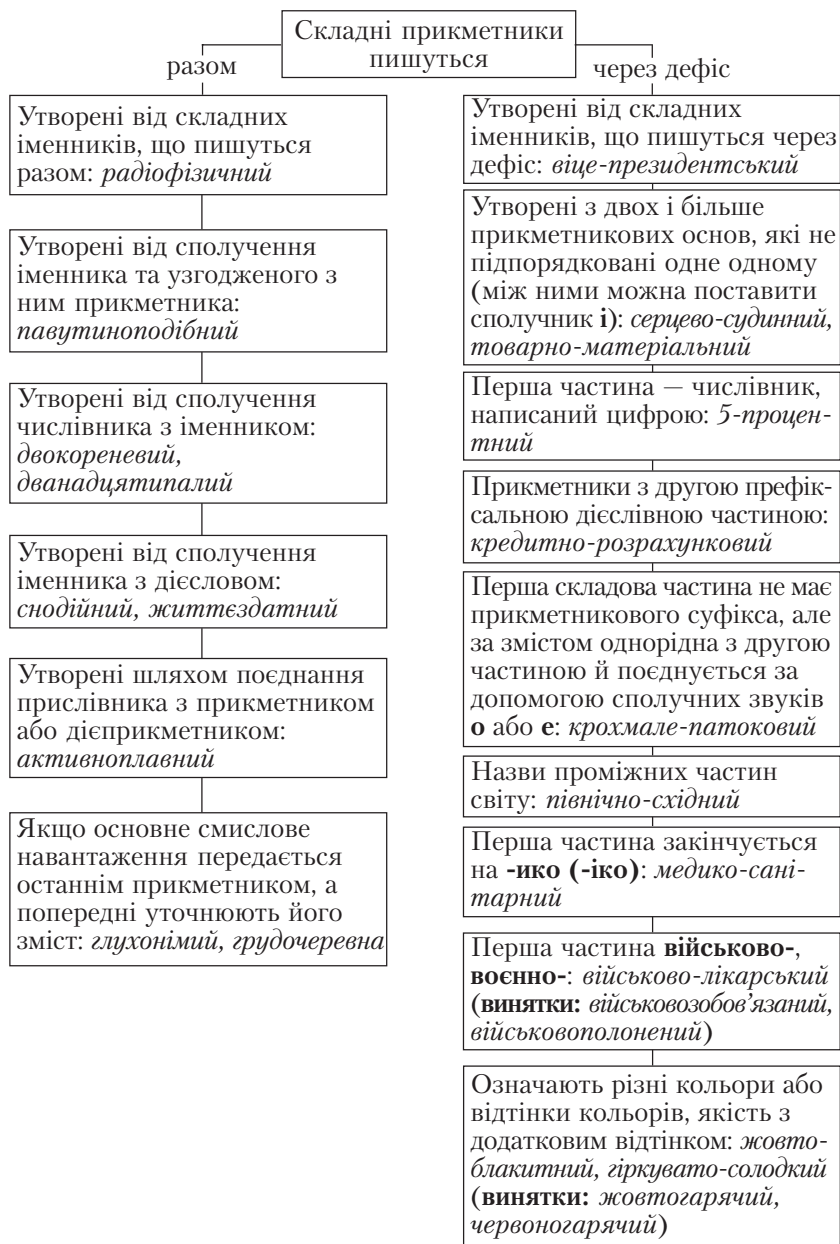 Складні прикметники
пишуться
разом
через дефіс
Утворені від складних
іменників, що пишуться
разом: радіофізичний
Утворені від сполучення
іменника та узгодженого з
ним прикметника:
павутиноподібний
Утворені від сполучення
числівника з іменником:
двокореневий,
дванадцятипалий
Утворені від сполучення
іменника з дієсловом:
снодійний, життєздатний
Утворені шляхом поєднання
прислівника з прикметником
або дієприкметником:
активноплавний
Якщо основне смислове
навантаження передається
останнім прикметником, а
попередні уточнюють його
зміст: глухонімий, грудочеревна
Утворені від складних
іменників, що пишуться через
дефіс: віце-президентський
Утворені з двох і більше
прикметникових основ, які не
підпорядковані одне одному
(між ними можна поставити
сполучник і): серцево-судинний,
товарно-матеріальний
Перша частина — числівник,
написаний цифрою: 5-процен-
тний
Прикметники з другою префік-
сальною дієслівною частиною:
кредитно-розрахунковий
Перша складова частина не має
прикметникового суфікса, але
за змістом однорідна з другою
частиною й поєднується за
допомогою сполучних звуків
о або е: крохмале-патоковий
Назви проміжних частин
світу: північно-східний
Перша частина закінчується
на -ико (-іко): медико-сані-
тарний
Перша частина військово-,
воєнно-: військово-лікарський
(винятки: військовозобов’язаний,
військовополонений)
Означають різні кольори або
відтінки кольорів, якість з
додатковим відтінком: жовто-
блакитний, гіркувато-солодкий
(винятки: жовтогарячий,
червоногарячий)